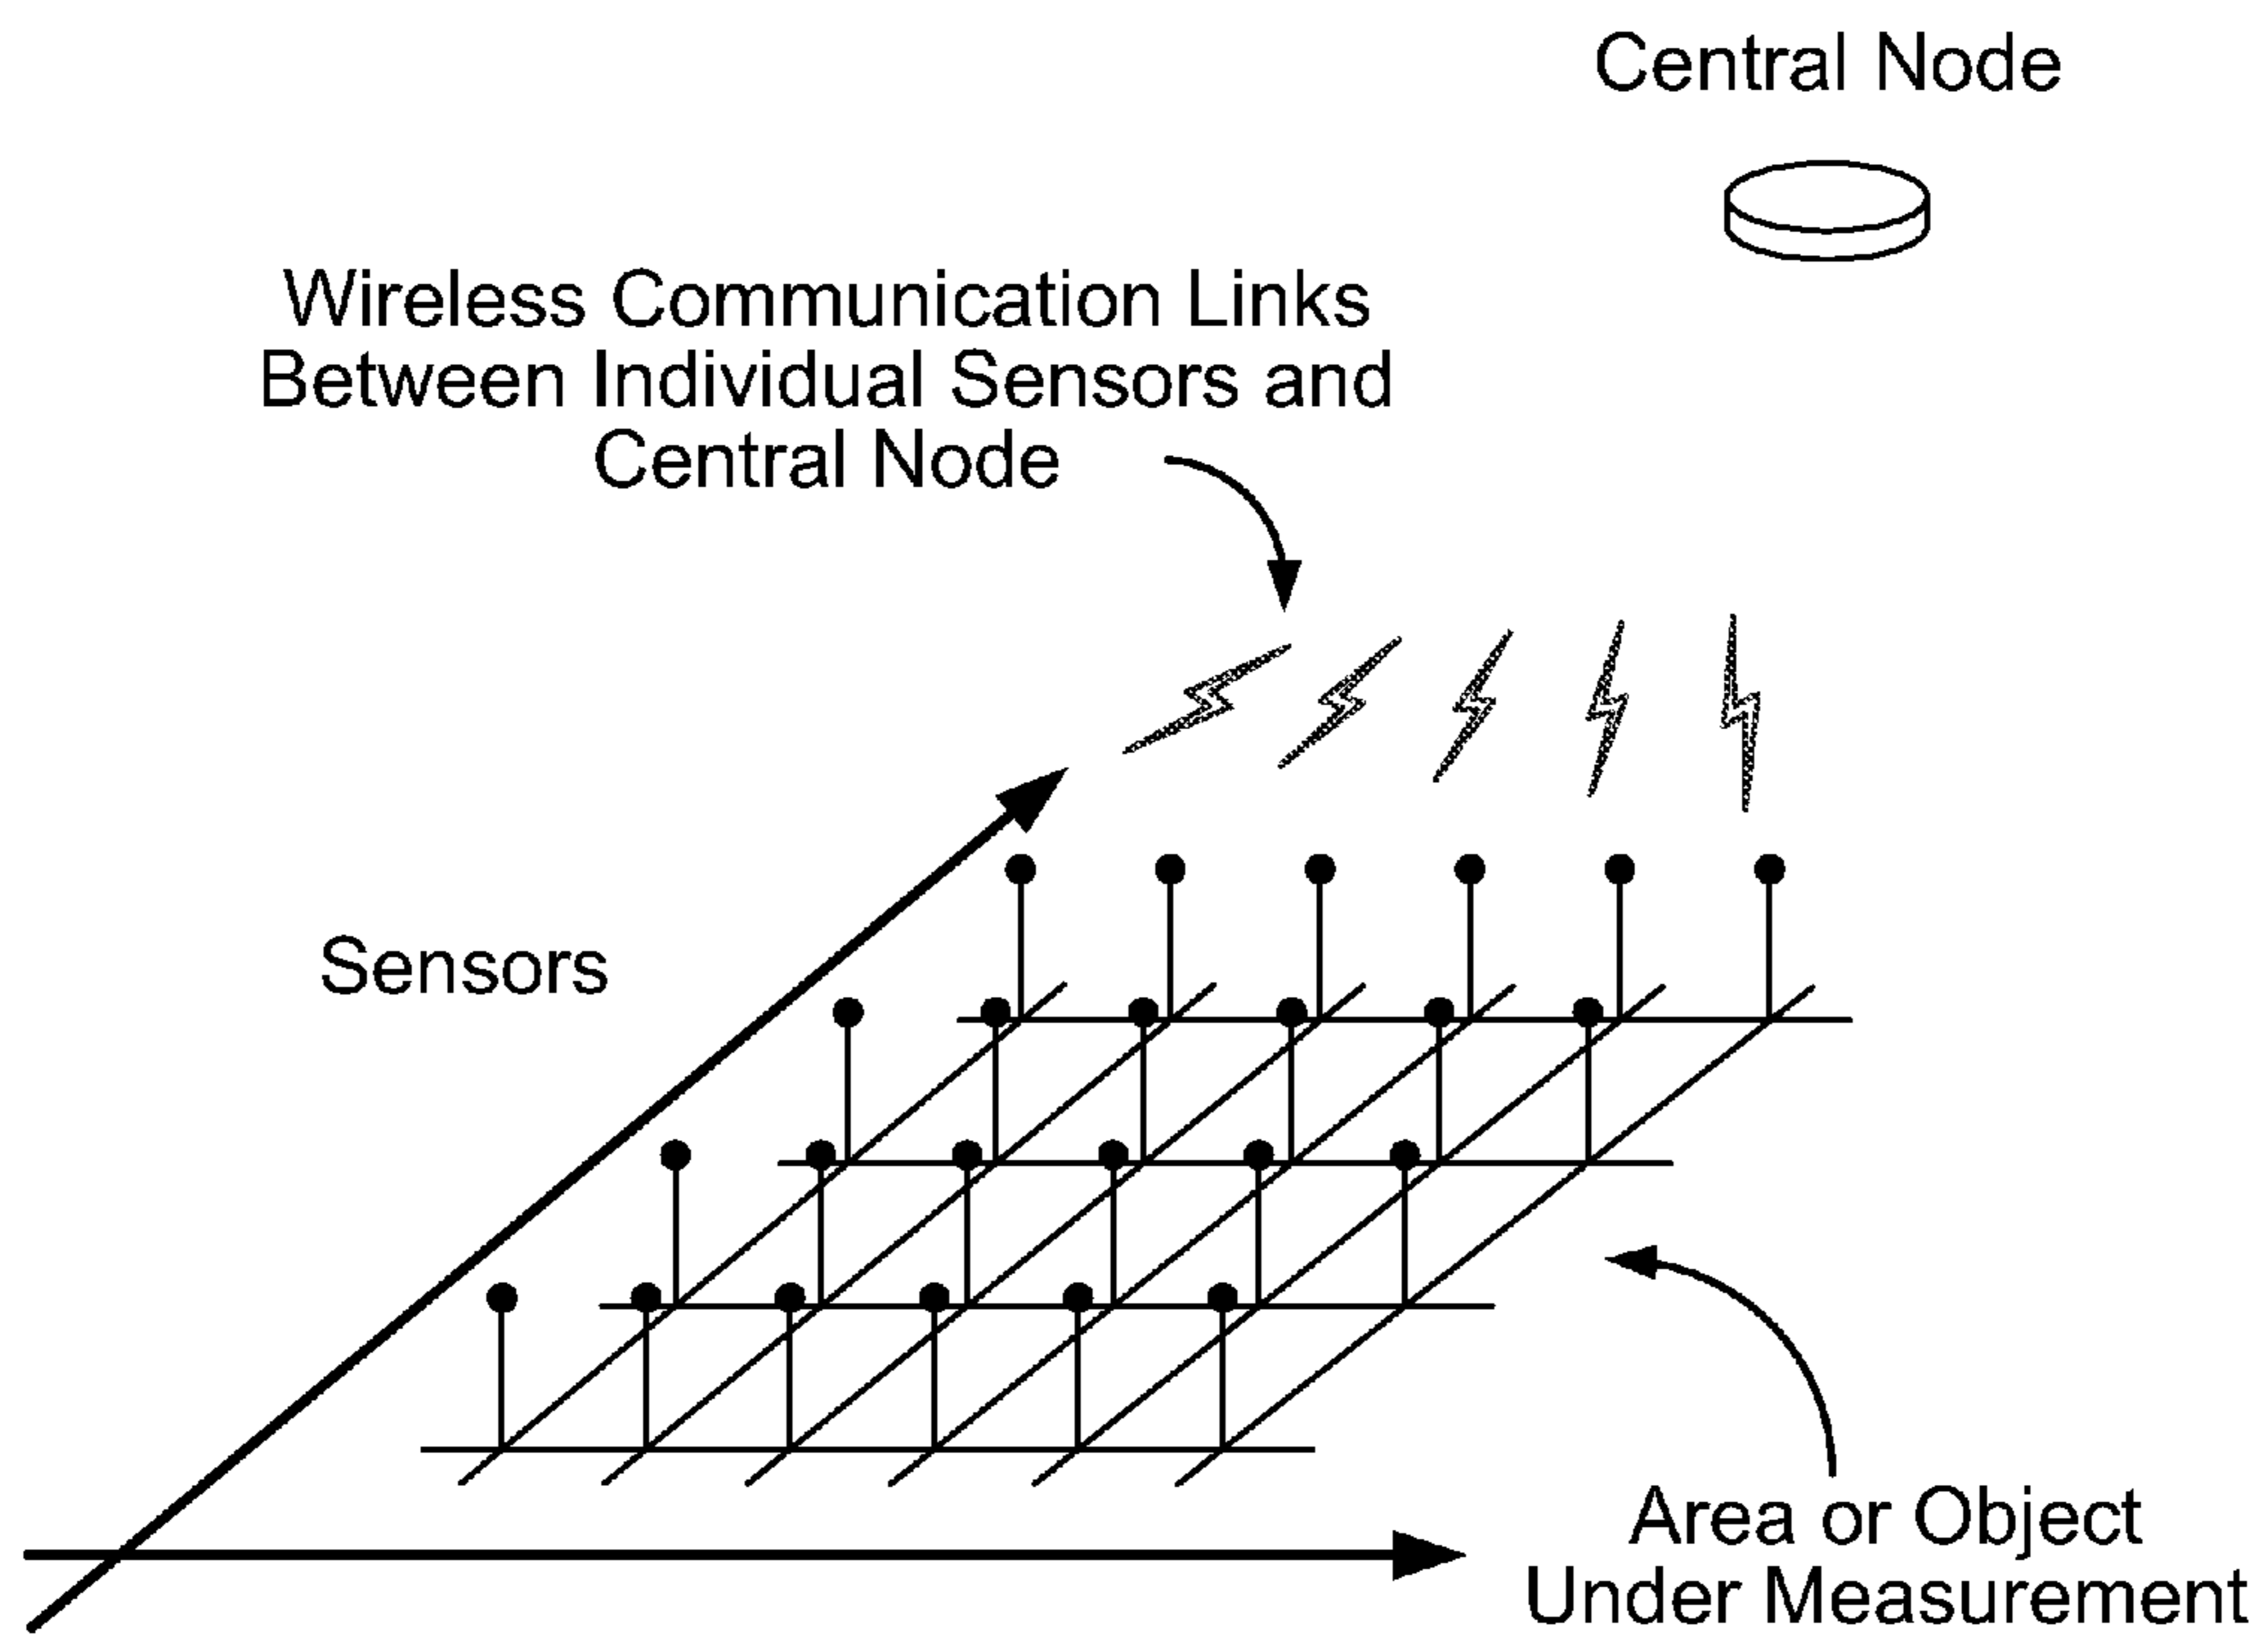 Central Node
Wireless Communication Links
Between Individual Sensors and
Central Node
Sensors
Area or Object
Under Measurement